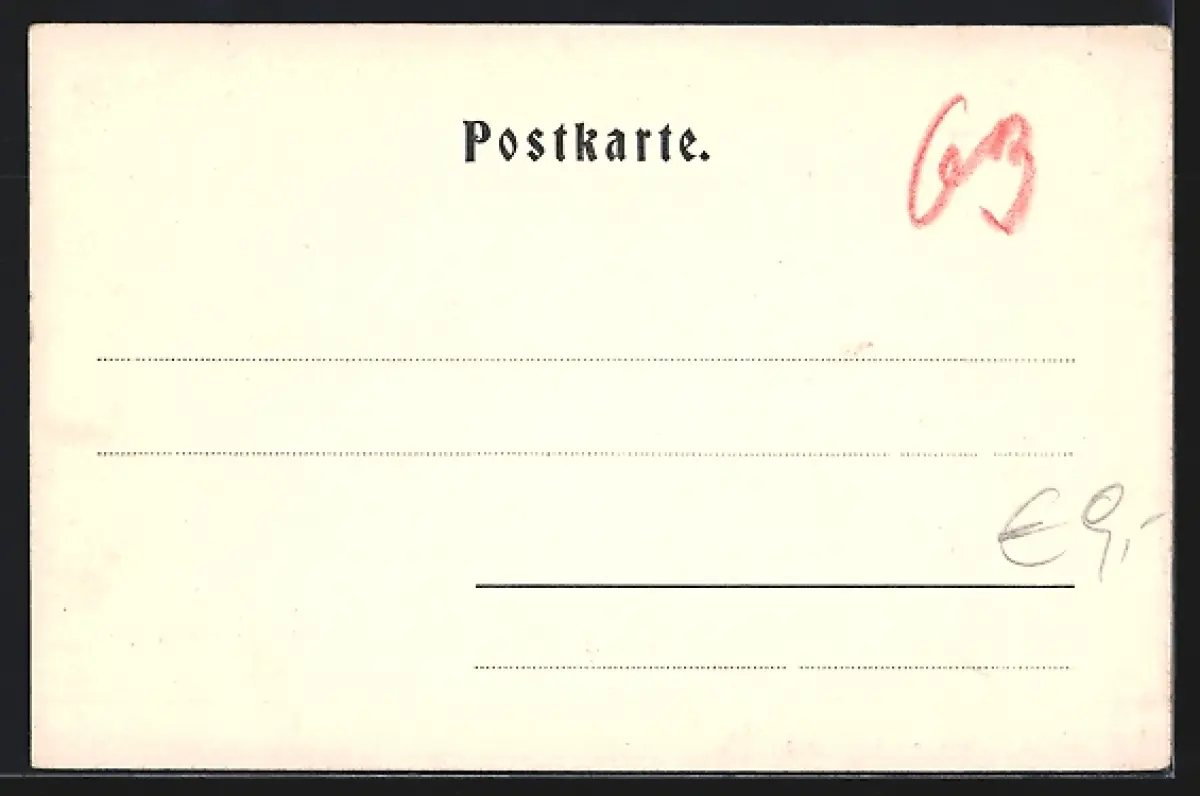 Postkarte.
€ 9,-